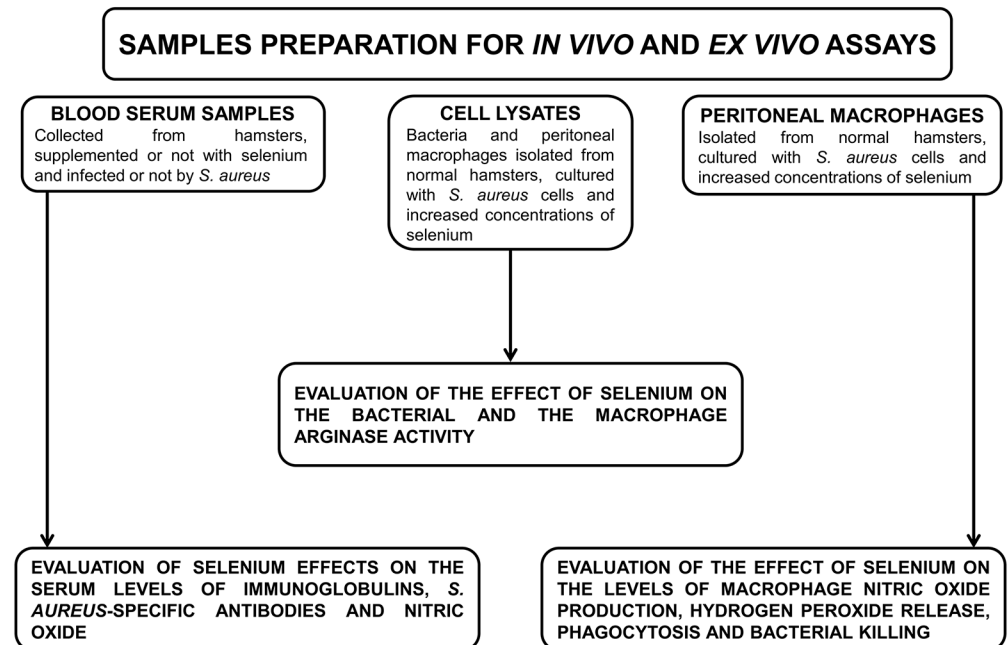 SAMPLES PREPARATION FOR IN VIVO AND EX VIVO ASSAYS
BLOOD SERUM SAMPLES
Collected from hamsters,
supplemented or not with selenium
and infected or not by S. aureus
CELL LYSATES
Bacteria and peritoneal
macrophages isolated from
normal hamsters, cultured
with S. aureus cells and
increased concentrations of
selenium
PERITONEAL MACROPHAGES
Isolated from normal hamsters,
cultured with S. aureus cells and
increased concentrations of selenium
EVALUATION OF THE EFFECT OF SELENIUM ON
THE BACTERIAL AND THE MACROPHAGE
ARGINASE ACTIVITY
EVALUATION OF SELENIUM EFFECTS ON THE
SERUM LEVELS OF IMMUNOGLOBULINS, S.
AUREUS-SPECIFIC ANTIBODIES AND NITRIC
OXIDE
EVALUATION OF THE EFFECT OF SELENIUM ON
THE LEVELS OF MACROPHAGE NITRIC OXIDE
PRODUCTION, HYDROGEN PEROXIDE RELEASE,
PHAGOCYTOSIS AND BACTERIAL KILLING